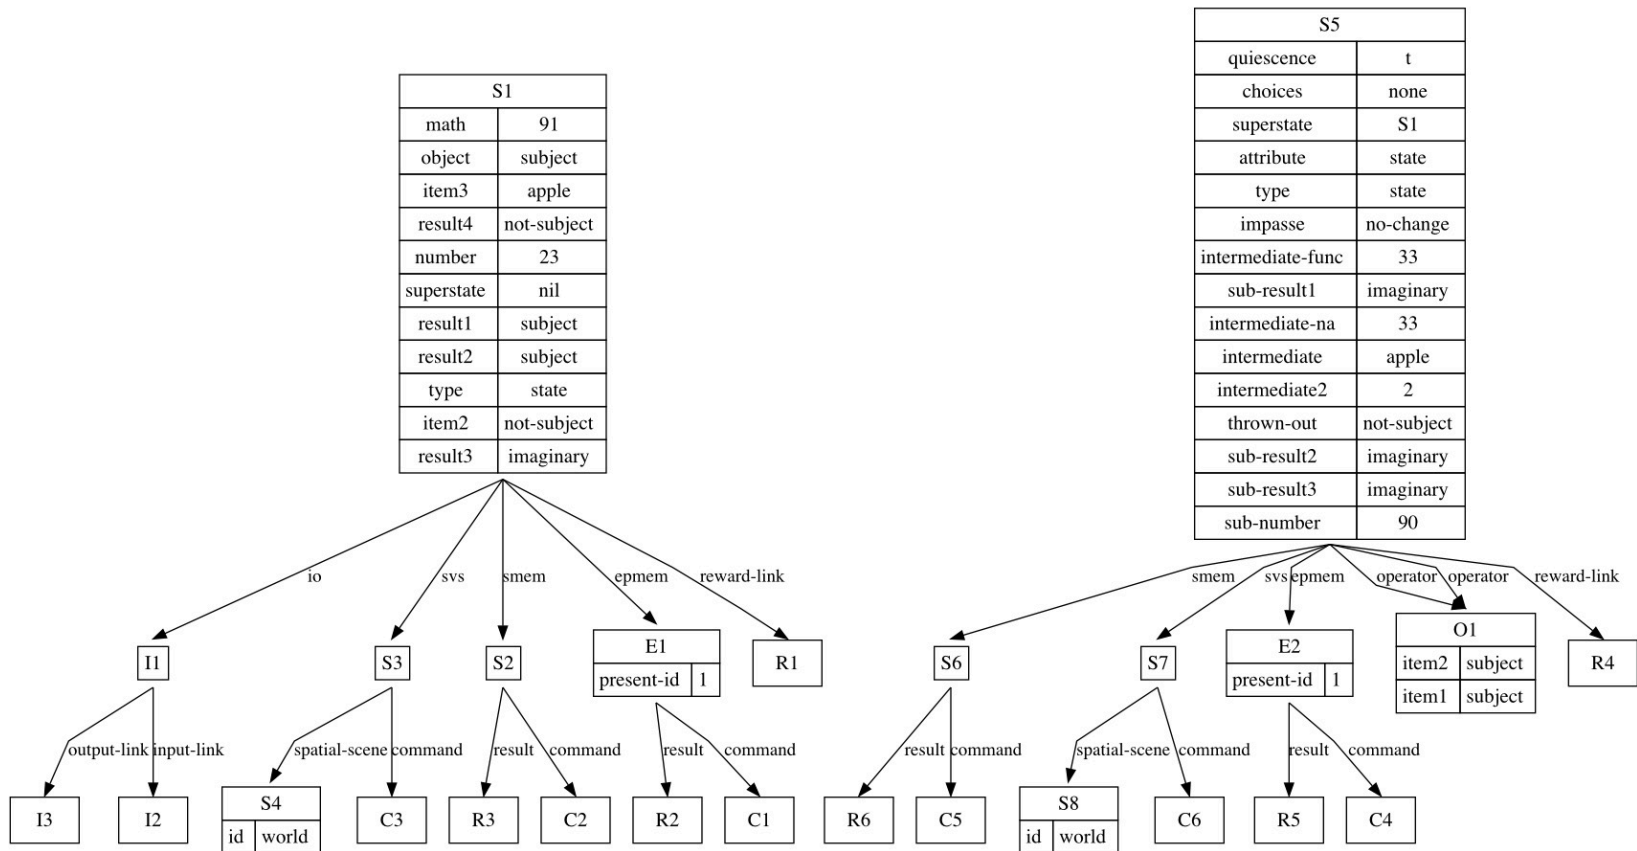 S1
math 91
object subject
item3 apple
result4 not-subject
number 23
superstate nil
result1 subject
result2 subject
type state
item2 not-subject
result3 imaginary
io
svs
smem
epmem
reward-link
I1
S3
S2
E1
present-id 1
R1
output-link
input-link
spatial-scene
command
result
command
result
command
I3
I2
S4
id world
C3
R3
C2
R2
C1
S5
quiescence t
choices none
superstate S1
attribute state
type state
impasse no-change
intermediate-func 33
sub-result1 imaginary
intermediate-na 33
intermediate apple
intermediate2 2
thrown-out not-subject
sub-result2 imaginary
sub-result3 imaginary
sub-number 90
smem
svs
epmem
operator
operator
reward-link
S6
S7
E2
present-id 1
O1
item2 subject
item1 subject
R4
result
command
spatial-scene
command
result
command
R6
C5
S8
id world
C6
R5
C4